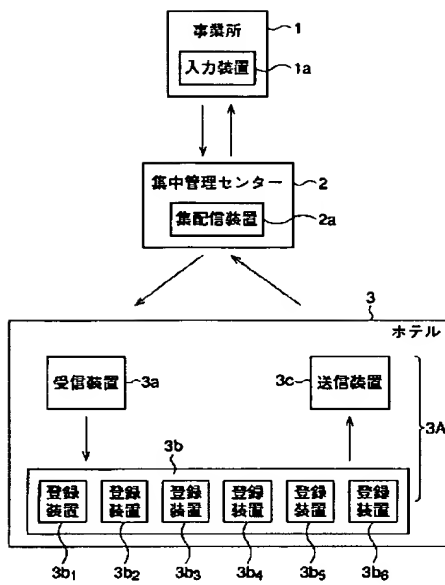 事業所
1
入力装置
1a
集中管理センター
2
集配信装置
2a
3
ホテル
受信装置
3a
3c
送信装置
3A
3b
登録
装置
登録
装置
登録
装置
登録
装置
登録
装置
登録
装置
3b1 3b2 3b3 3b4 3b5 3b6